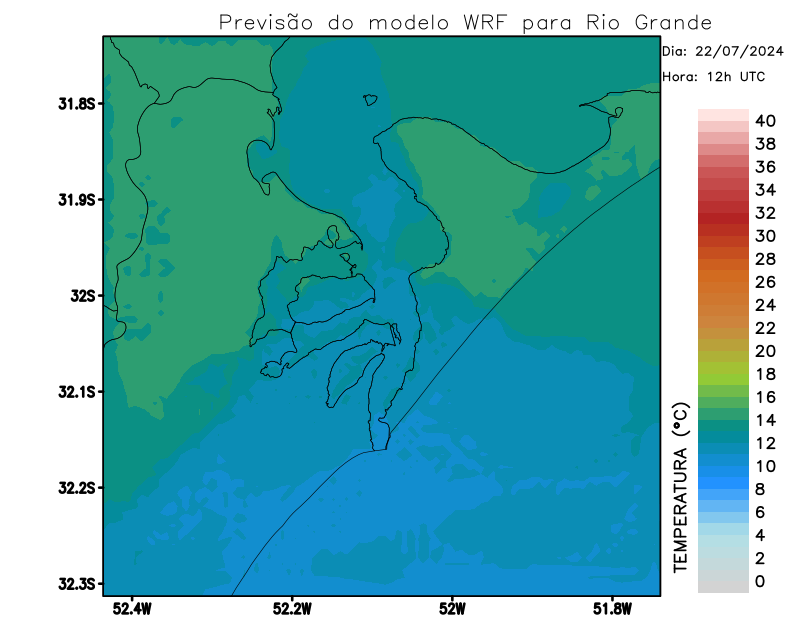 Previsão do modelo WRF para Rio Grande
Dia: 22/07/2024
Hora: 12h UTC
31.8S
31.9S
32S
32.1S
32.2S
32.3S
52.4W
52.2W
52W
51.8W
TEMPERATURA (°C)
40
38
36
34
32
30
28
26
24
22
20
18
16
14
12
10
8
6
4
2
0